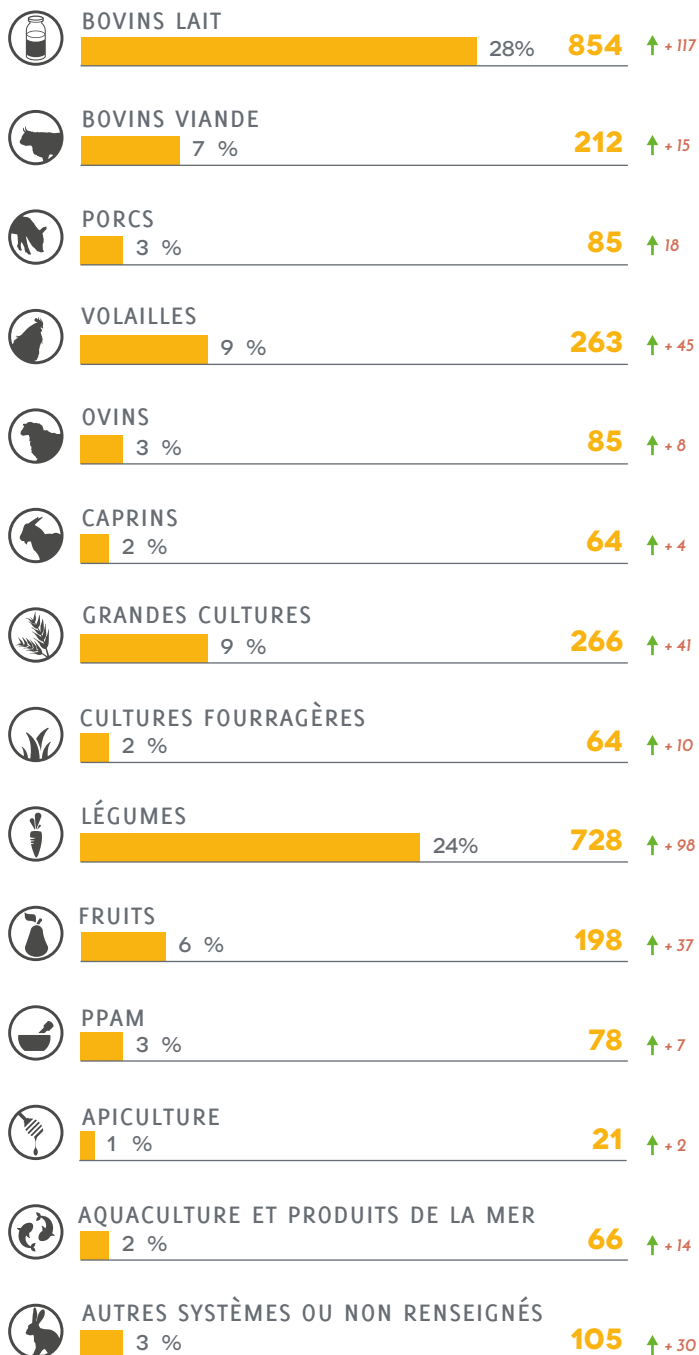 BOVINS LAIT
28% 854 + 117
BOVINS VIANDE
7 % 212 + 15
PORCS
3 % 85 18
VOLAILLES
9 % 263 + 45
OVINS
3 % 85 + 8
CAPRINS
2 % 64 + 4
GRANDES CULTURES
9 % 266 + 41
CULTURES FOURRAGÈRES
2 % 64 + 10
LÉGUMES
24% 728 + 98
FRUITS
6 % 198 + 37
PPAM
3 % 78 + 7
APICULTURE
1 % 21 + 2
AQUACULTURE ET PRODUITS DE LA MER
2 % 66 + 14
AUTRES SYSTÈMES OU NON RENSEIGNÉS
3 % 105 + 30